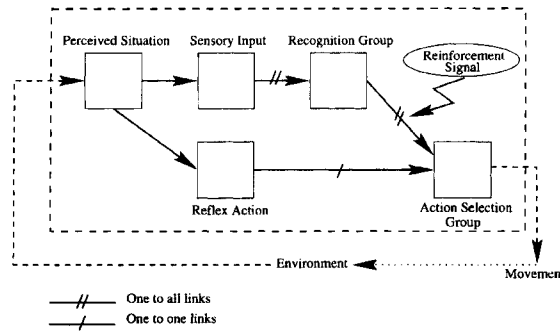 Perceived Situation
Sensory Input
Recognition Group
Reinforcement
Signal
Reflex Action
Action Selection
Group
Environment
Movement
One to all links
One to one links